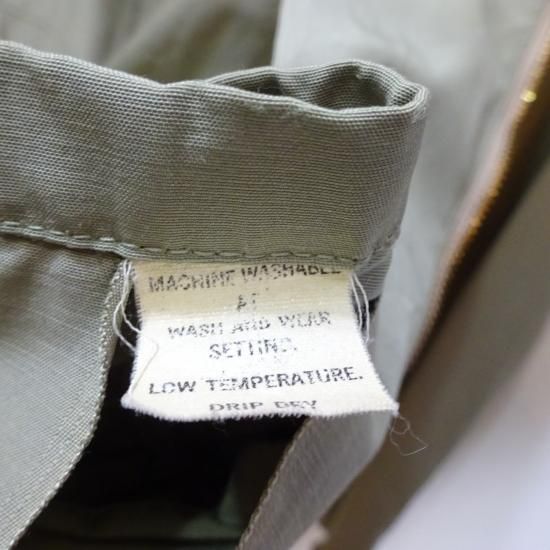 MACHINE WASHABLE
AT
WASH AND WEAR
SETTING.
LOW TEMPERATURE.
DRIP DRY